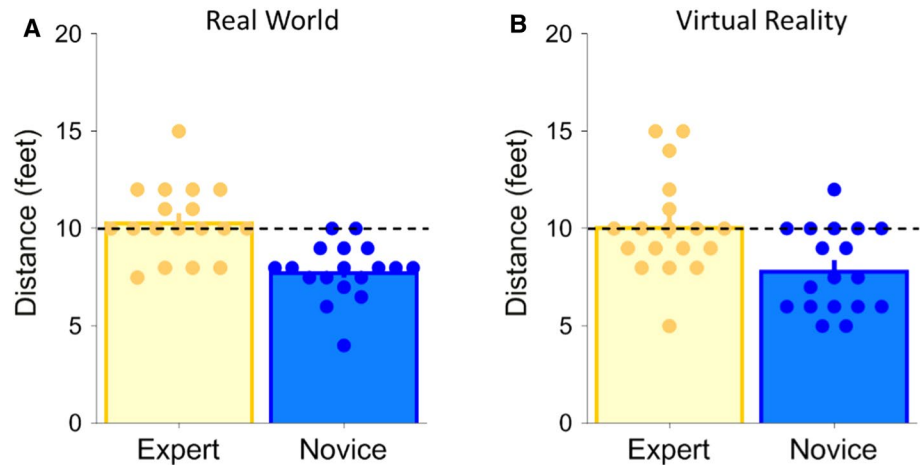 A
Real World
20
15
10
5
0
Distance (feet)
Expert
Novice
B
Virtual Reality
20
15
10
5
0
Distance (feet)
Expert
Novice